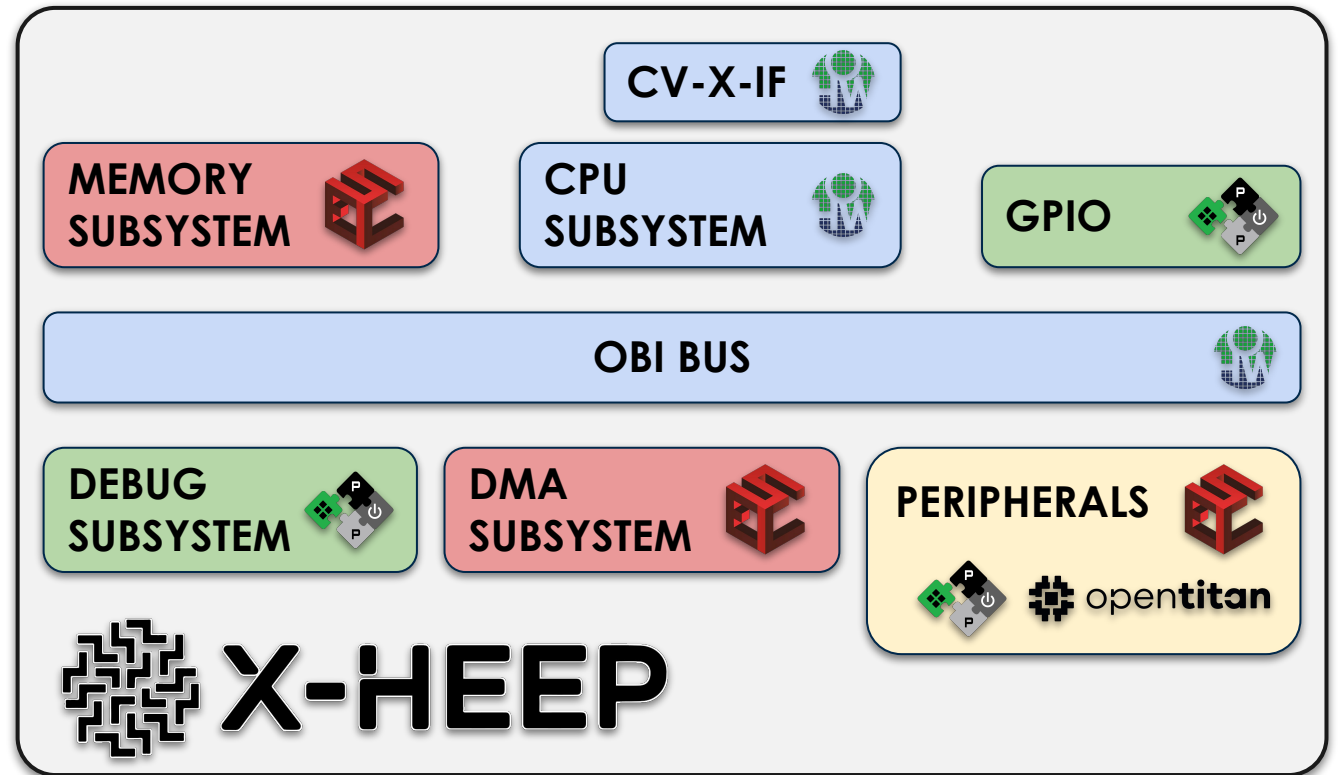 CV-X-IF
MEMORY
SUBSYSTEM
CPU
SUBSYSTEM
GPIO
OBI BUS
DEBUG
SUBSYSTEM
DMA
SUBSYSTEM
PERIPHERALS
opentitan
X-HEEP